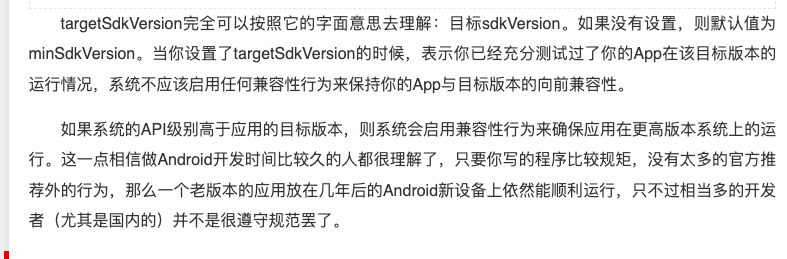 targetSdkVersion完全可以按照它的字面意思去理解：目标sdkVersion。如果没有设置，则默认值为
minSdkVersion。当你设置了targetSdkVersion的时候，表示你已经充分测试过了你的App在该目标版本的
运行情况，系统不应该启用任何兼容性行为来保持你的App与目标版本的向前兼容性。
如果系统的API级别高于应用的目标版本，则系统会启用兼容性行为来确保应用在更高版本系统上的运
行。这一点相信做Android开发时间比较久的人都很理解了，只要你写的程序比较规矩，没有太多的官方推
荐外的行为，那么一个老版本的应用放在几年后的Android新设备上依然能顺利运行，只不过相当多的开发
者（尤其是国内的）并不是很遵守规范罢了。